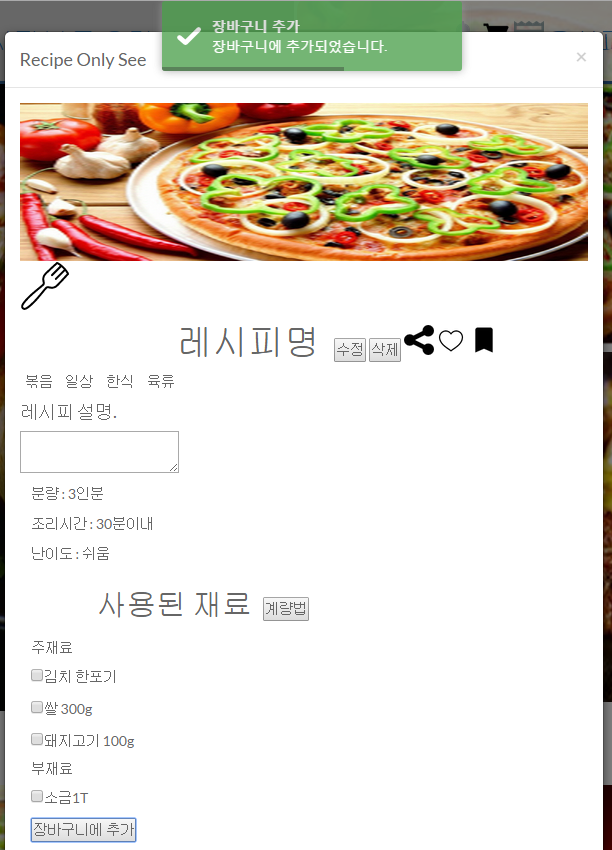 장바구니 추가
장바구니에 추가되었습니다.
Recipe Only See ×
레시피명 수정 삭제
볶음 일상 한식 육류
레시피 설명.
분량 : 3인분
조리시간 : 30분이내
난이도 : 쉬움
사용된 재료 계량법
주재료
김치 한포기
쌀 300g
돼지고기 100g
부재료
소금1T
장바구니에 추가